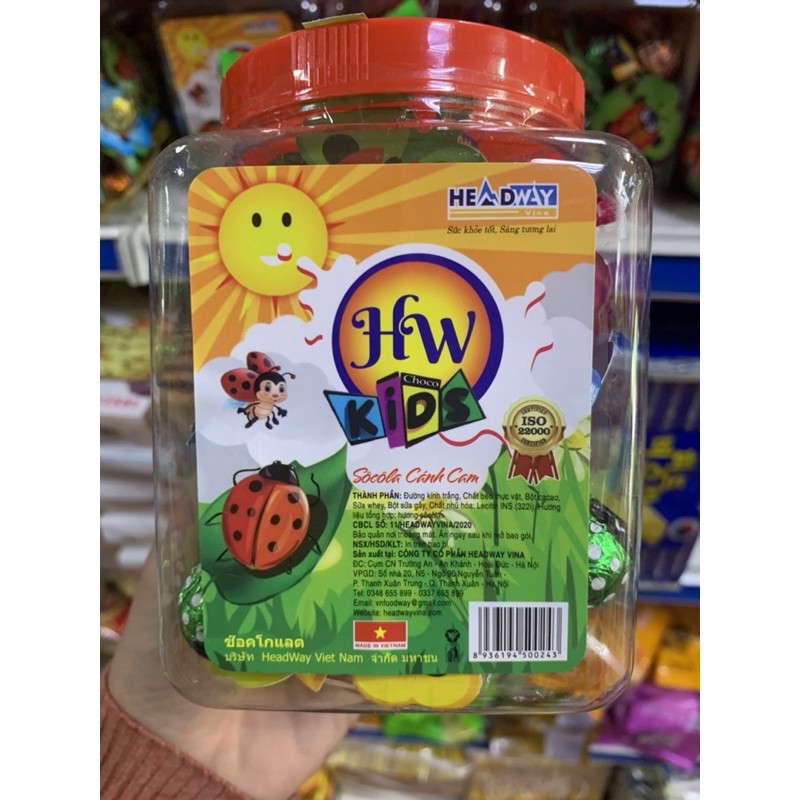 HEADWAY
Vina
Sức khỏe tốt, Sáng tương lai
HW
Choco
KiDS
CERTIFIED
ISO
22000
CERTIFIED
Sôcôla Cánh Cam
THÀNH PHẦN: Đường kính trắng, Chất béo thực vật, Bột cacao,
Sữa whey, Bột sữa gầy, Chất nhũ hóa: Lecitin INS (322i), Hương
liệu tổng hợp: hương sôcôla.
CBCL SỐ: 11/HEADWAYVINA/2020
Bảo quản nơi thoáng mát. Ăn ngay sau khi mở bao gói.
NSX/HSD/KLT: In trên bao bì
Sản xuất tại: CÔNG TY CỔ PHẦN HEADWAY VINA
ĐC: Cụm CN Trường An - An Khánh - Hoài Đức - Hà Nội
VPGD: Số nhà 20, N5 - Ngõ 90 Nguyễn Tuân -
P. Thanh Xuân Trung - Q. Thanh Xuân - Hà Nội
Tel: 0348 655 899 - 0337 655 899
Email: vnfoodway@gmail.com
Website: headwayvina.com
ช๊อคโกแลต
บริษัท HeadWay Viet Nam จำกัด มหาชน
MADE IN VIETNAM
8 936194 500243